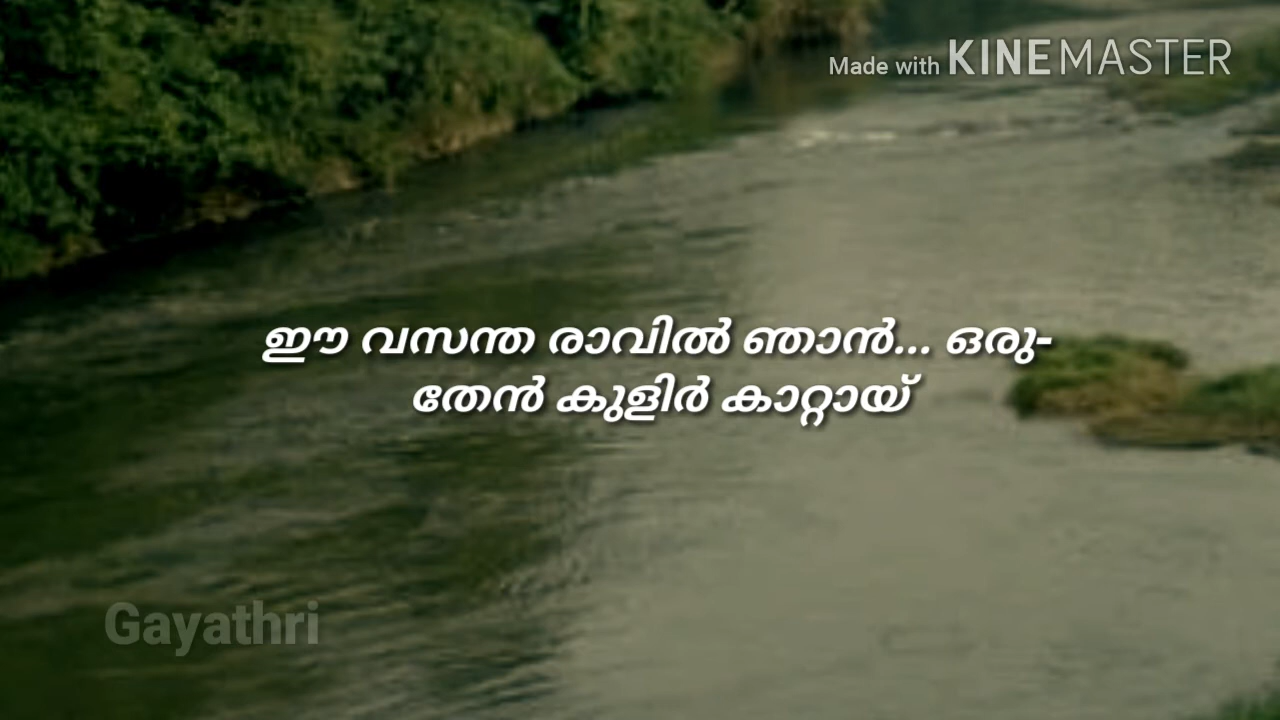 Made with KINEMASTER
ഈ വസന്ത രാവിൽ ഞാൻ... ഒരു-
തേൻ കുളിർ കാറ്റായ്
Gayathri